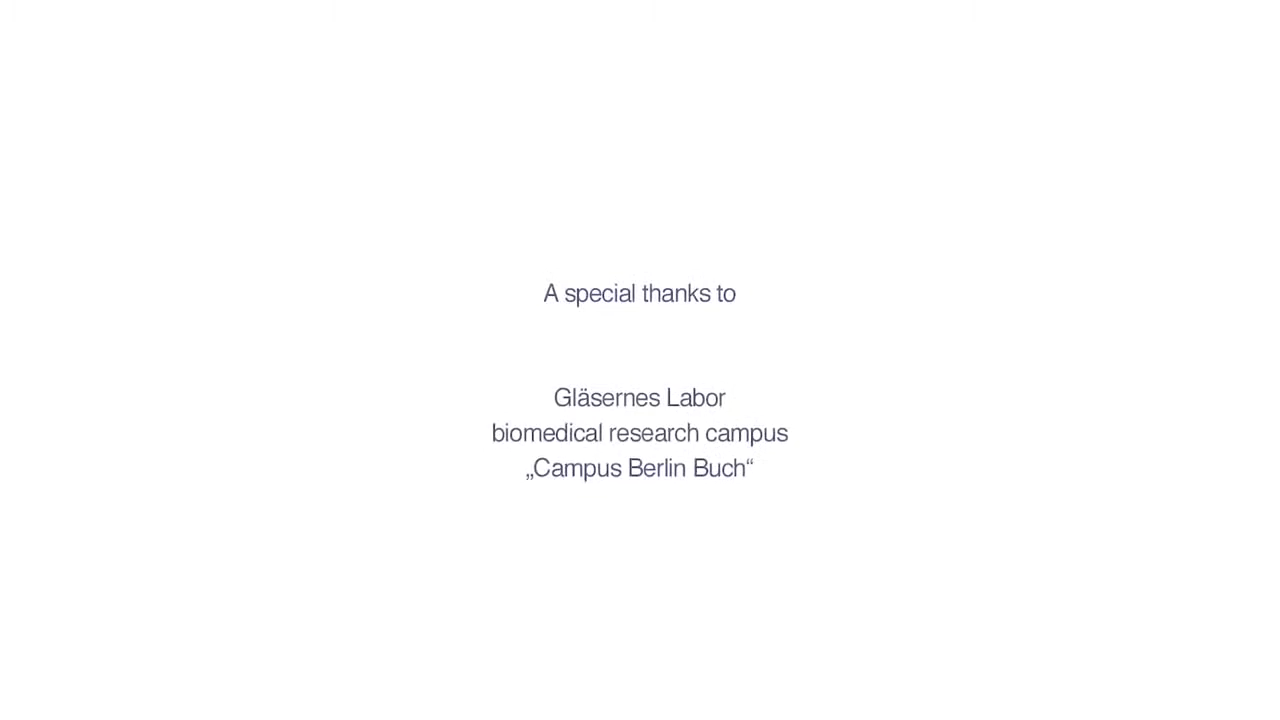 A special thanks to
Gläsernes Labor
biomedical research campus
„Campus Berlin Buch“